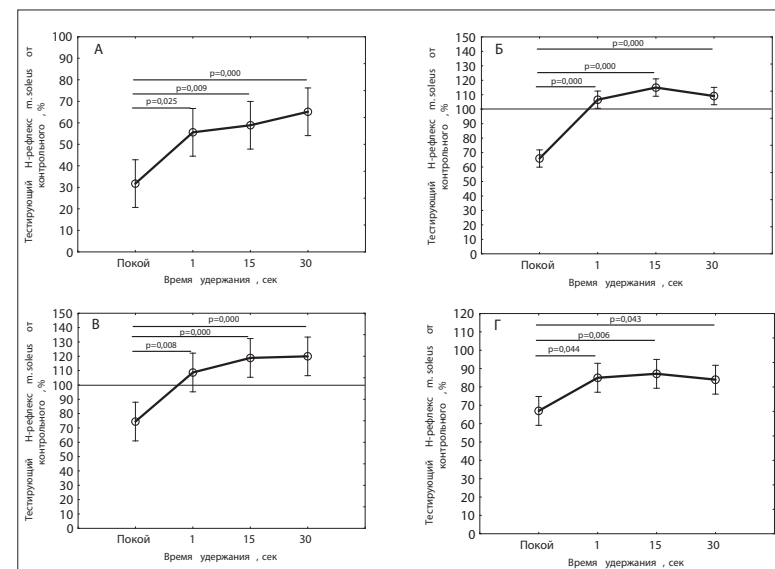 А
Тестирующий Н-рефлекс m.soleus от
контрольного , %
100
90
80
70
60
50
40
30
20
10
0
p=0,000
p=0,009
p=0,025
Покой 1 15 30
Время удержания , сек
Б
Тестирующий Н-рефлекс m.soleus от
контрольного , %
150
140
130
120
110
100
90
80
70
60
50
40
30
20
10
0
p=0,000
p=0,000
p=0,000
Покой 1 15 30
Время удержания , сек
В
Тестирующий Н-рефлекс m.soleus от
контрольного , %
150
140
130
120
110
100
90
80
70
60
50
40
30
20
10
0
p=0,000
p=0,000
p=0,008
Покой 1 15 30
Время удержания , сек
Г
Тестирующий Н-рефлекс m.soleus от
контрольного , %
120
110
100
90
80
70
60
50
40
30
20
10
0
p=0,043
p=0,006
p=0,044
Покой 1 15 30
Время удержания , сек